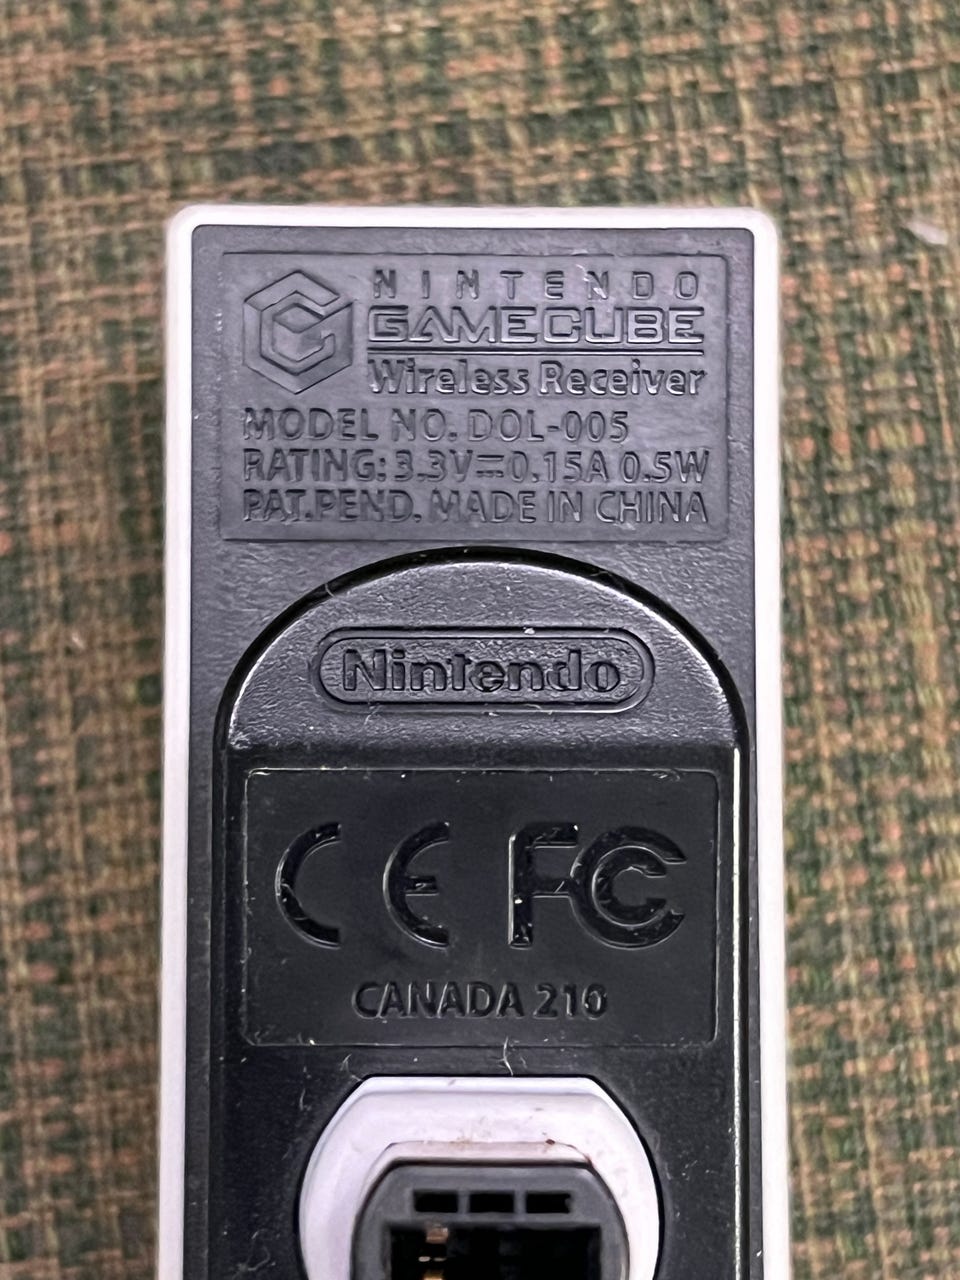 NINTENDO
GAMECUBE
Wireless Receiver
MODEL NO. DOL-005
RATING: 3.3V⎓0.15A 0.5W
PAT.PEND. MADE IN CHINA
Nintendo
CE FC
CANADA 210